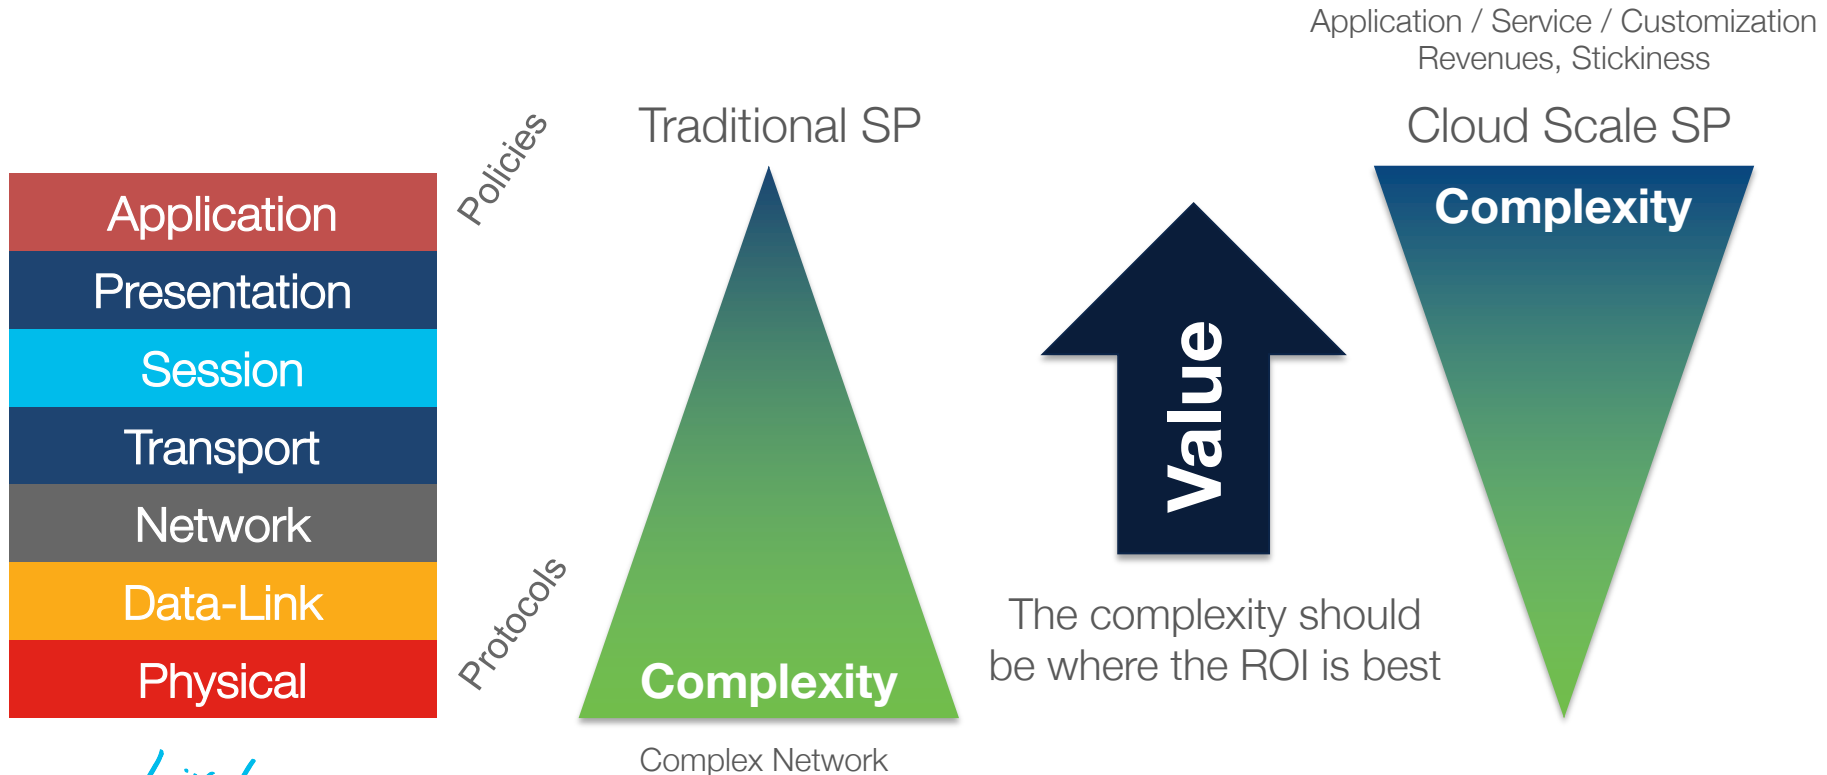 Application / Service / Customization
Revenues, Stickiness
Traditional SP
Cloud Scale SP
Policies
Application
Presentation
Session
Transport
Network
Data-Link
Physical
Protocols
Complexity
Complex Network
Value
The complexity should
be where the ROI is best
Complexity